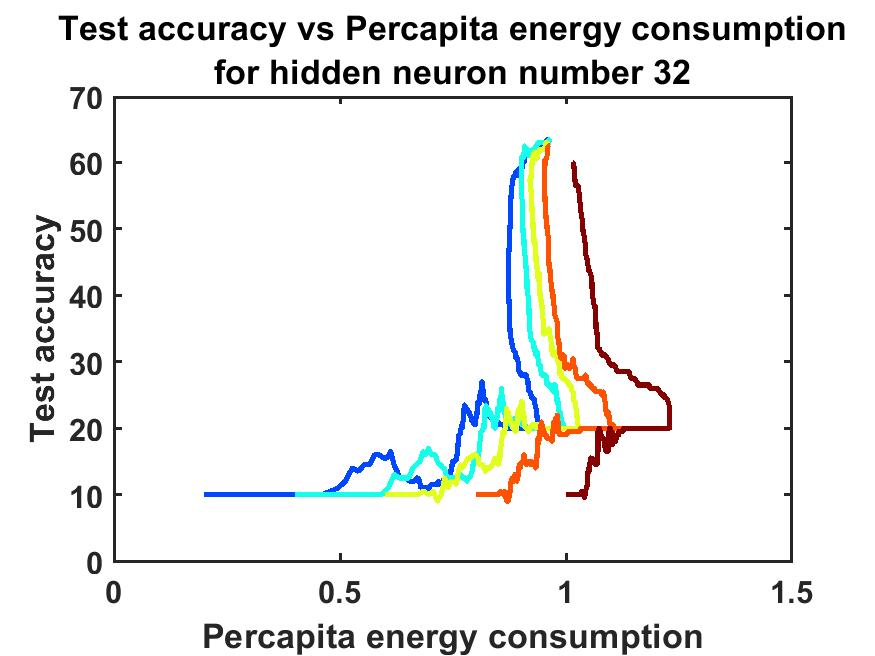 Test accuracy vs Percapita energy consumption
for hidden neuron number 32
70
60
50
40
30
20
10
0
Test accuracy
0 0.5 1 1.5
Percapita energy consumption